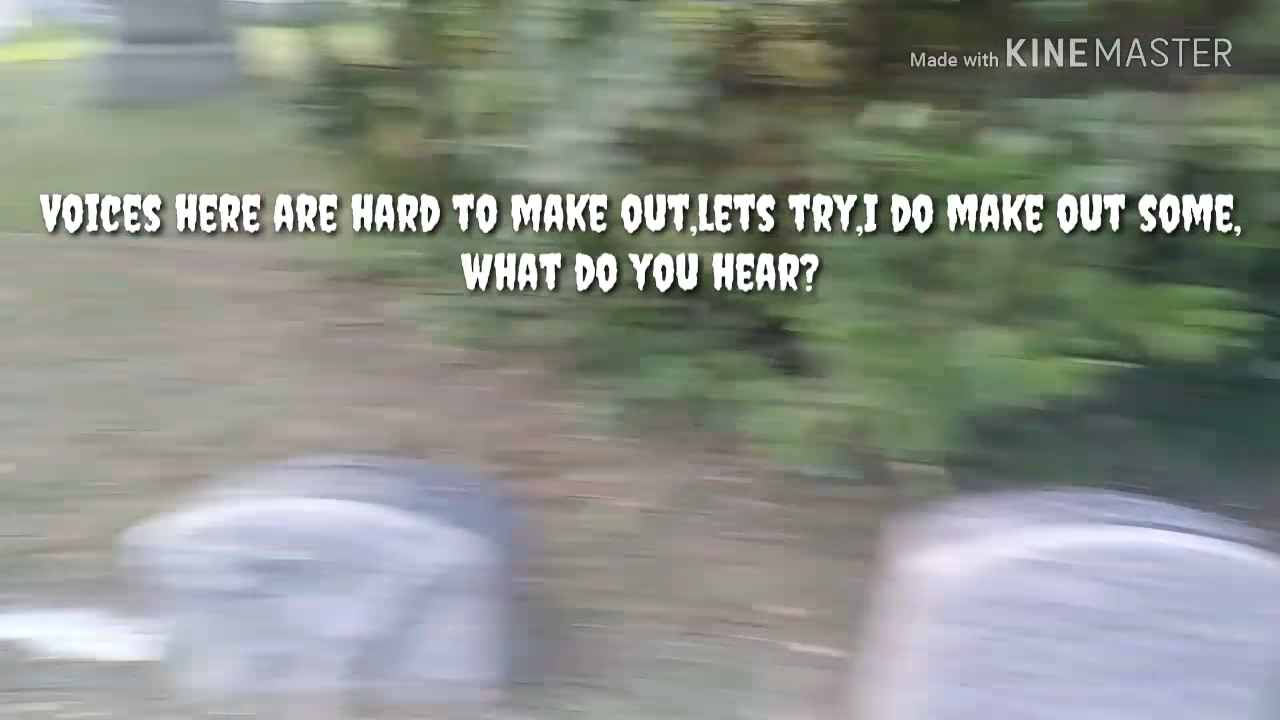 Made with KINEMASTER
VOICES HERE ARE HARD TO MAKE OUT,LETS TRY,I DO MAKE OUT SOME,
WHAT DO YOU HEAR?